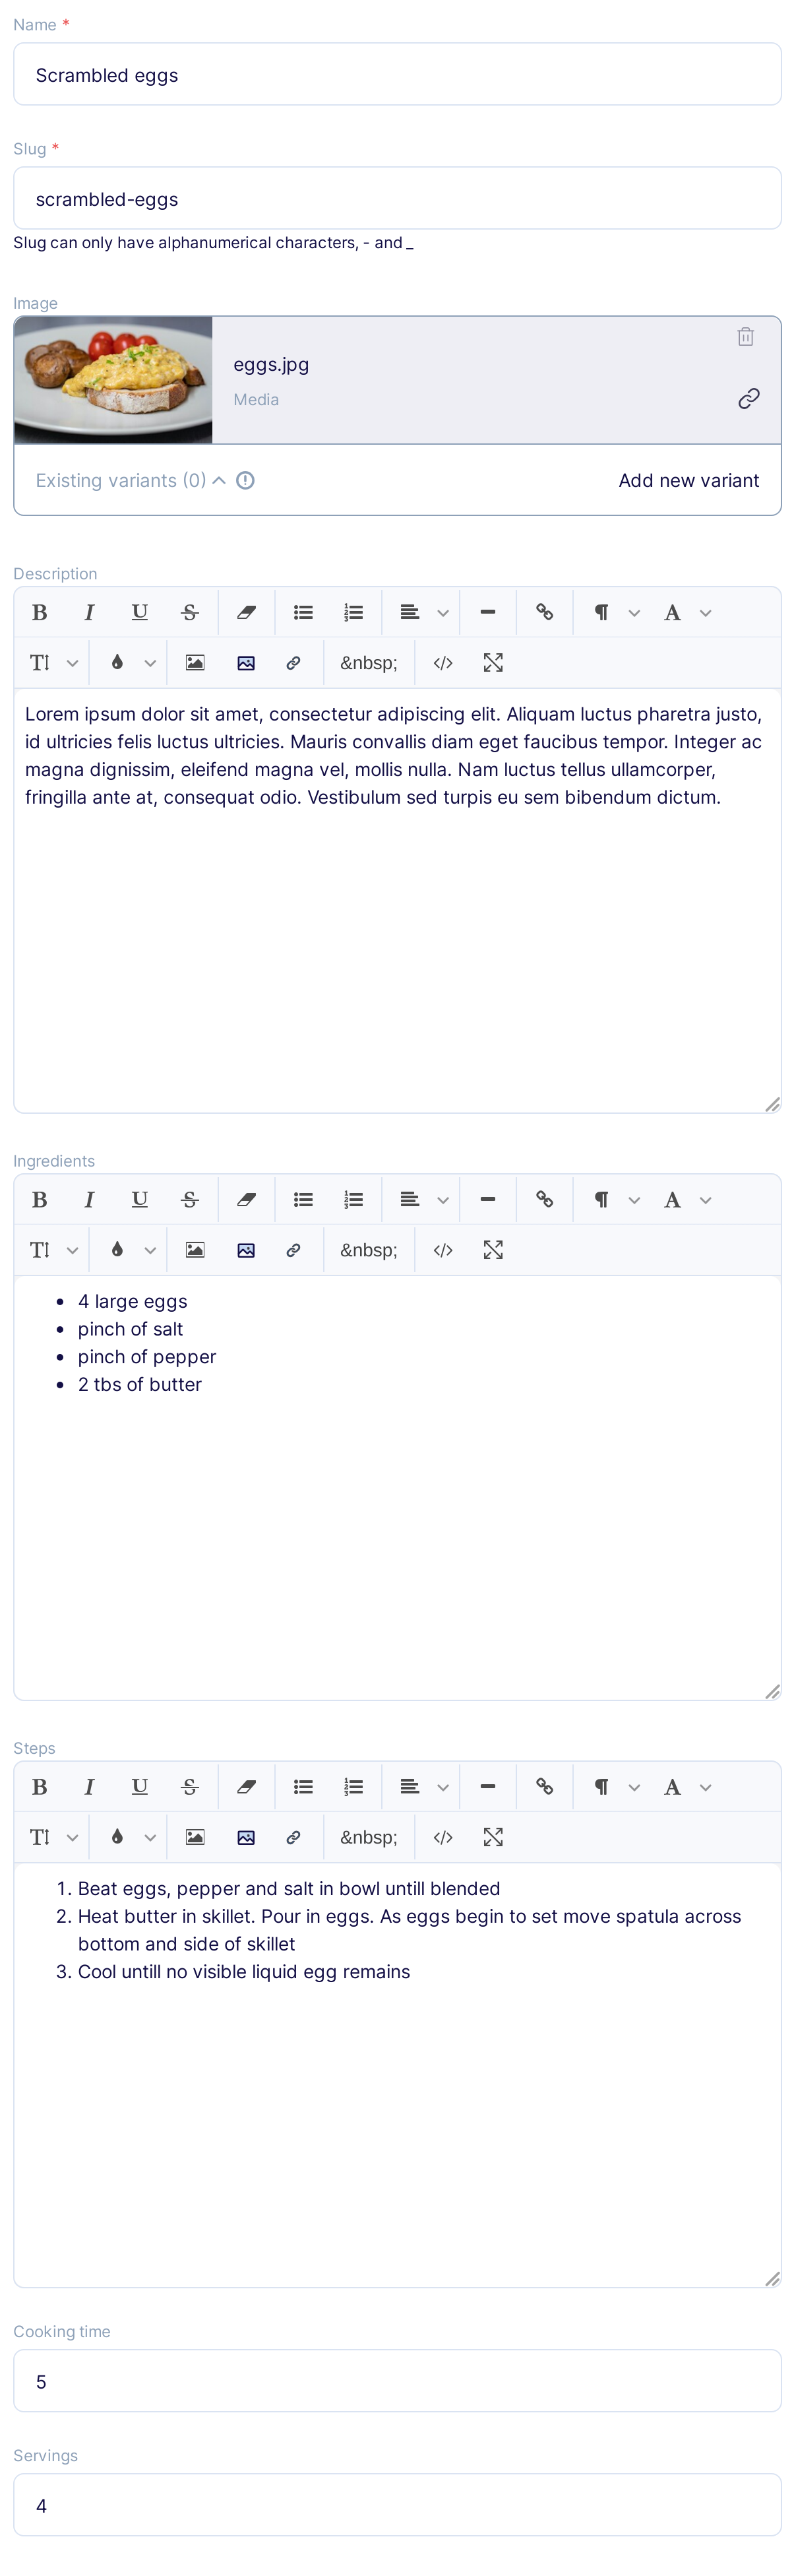 Name *
Scrambled eggs
Slug *
scrambled-eggs
Slug can only have alphanumerical characters, - and _
Image
eggs.jpg
Media
Existing variants (0)
Add new variant
Description
B I U S A
T &nbsp; </>
Lorem ipsum dolor sit amet, consectetur adipiscing elit. Aliquam luctus pharetra justo,
id ultricies felis luctus ultricies. Mauris convallis diam eget faucibus tempor. Integer ac
magna dignissim, eleifend magna vel, mollis nulla. Nam luctus tellus ullamcorper,
fringilla ante at, consequat odio. Vestibulum sed turpis eu sem bibendum dictum.
Ingredients
B I U S A
T &nbsp; </>
• 4 large eggs
• pinch of salt
• pinch of pepper
• 2 tbs of butter
Steps
B I U S A
T &nbsp; </>
1. Beat eggs, pepper and salt in bowl untill blended
2. Heat butter in skillet. Pour in eggs. As eggs begin to set move spatula across
bottom and side of skillet
3. Cool untill no visible liquid egg remains
Cooking time
5
Servings
4